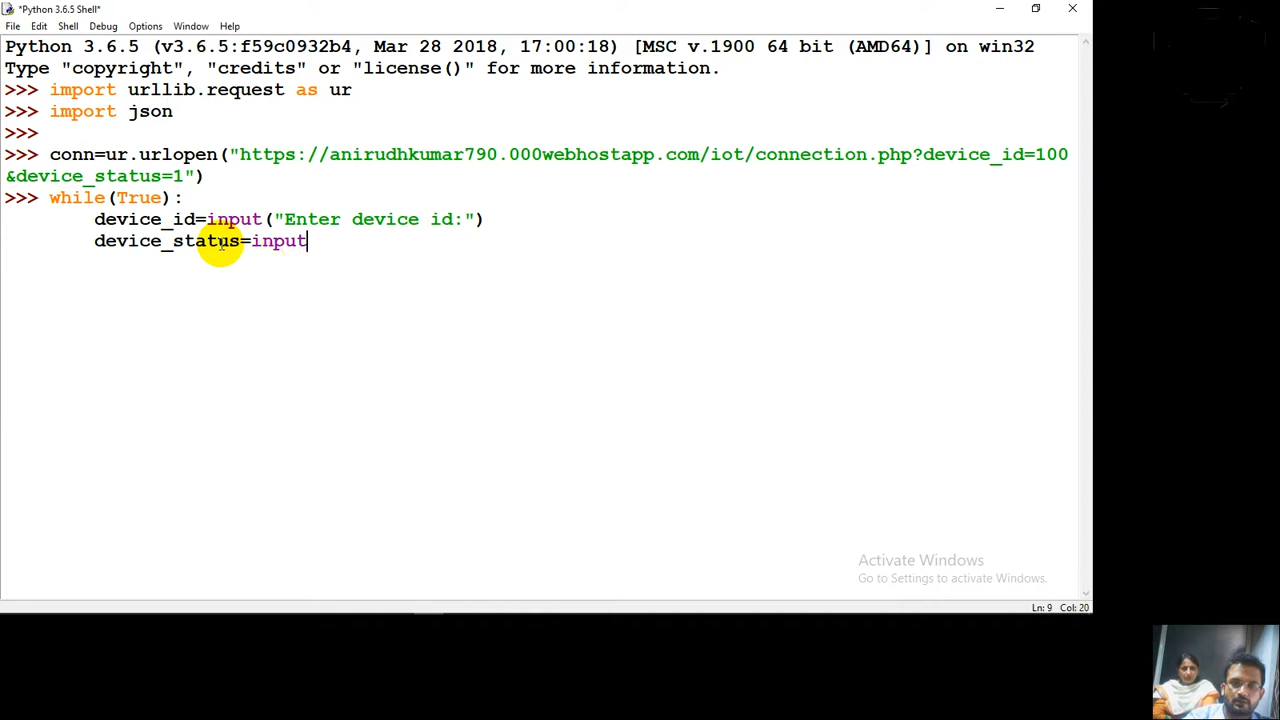 *Python 3.6.5 Shell*
File Edit Shell Debug Options Window Help
Python 3.6.5 (v3.6.5:f59c0932b4, Mar 28 2018, 17:00:18) [MSC v.1900 64 bit (AMD64)] on win32
Type "copyright", "credits" or "license()" for more information.
>>> import urllib.request as ur
>>> import json
>>>
>>> conn=ur.urlopen("https://anirudhkumar790.000webhostapp.com/iot/connection.php?device_id=100
&device_status=1")
>>> while(True):
device_id=input("Enter device id:")
device_status=input
Activate Windows
Go to Settings to activate Windows.
Ln: 9 Col: 20